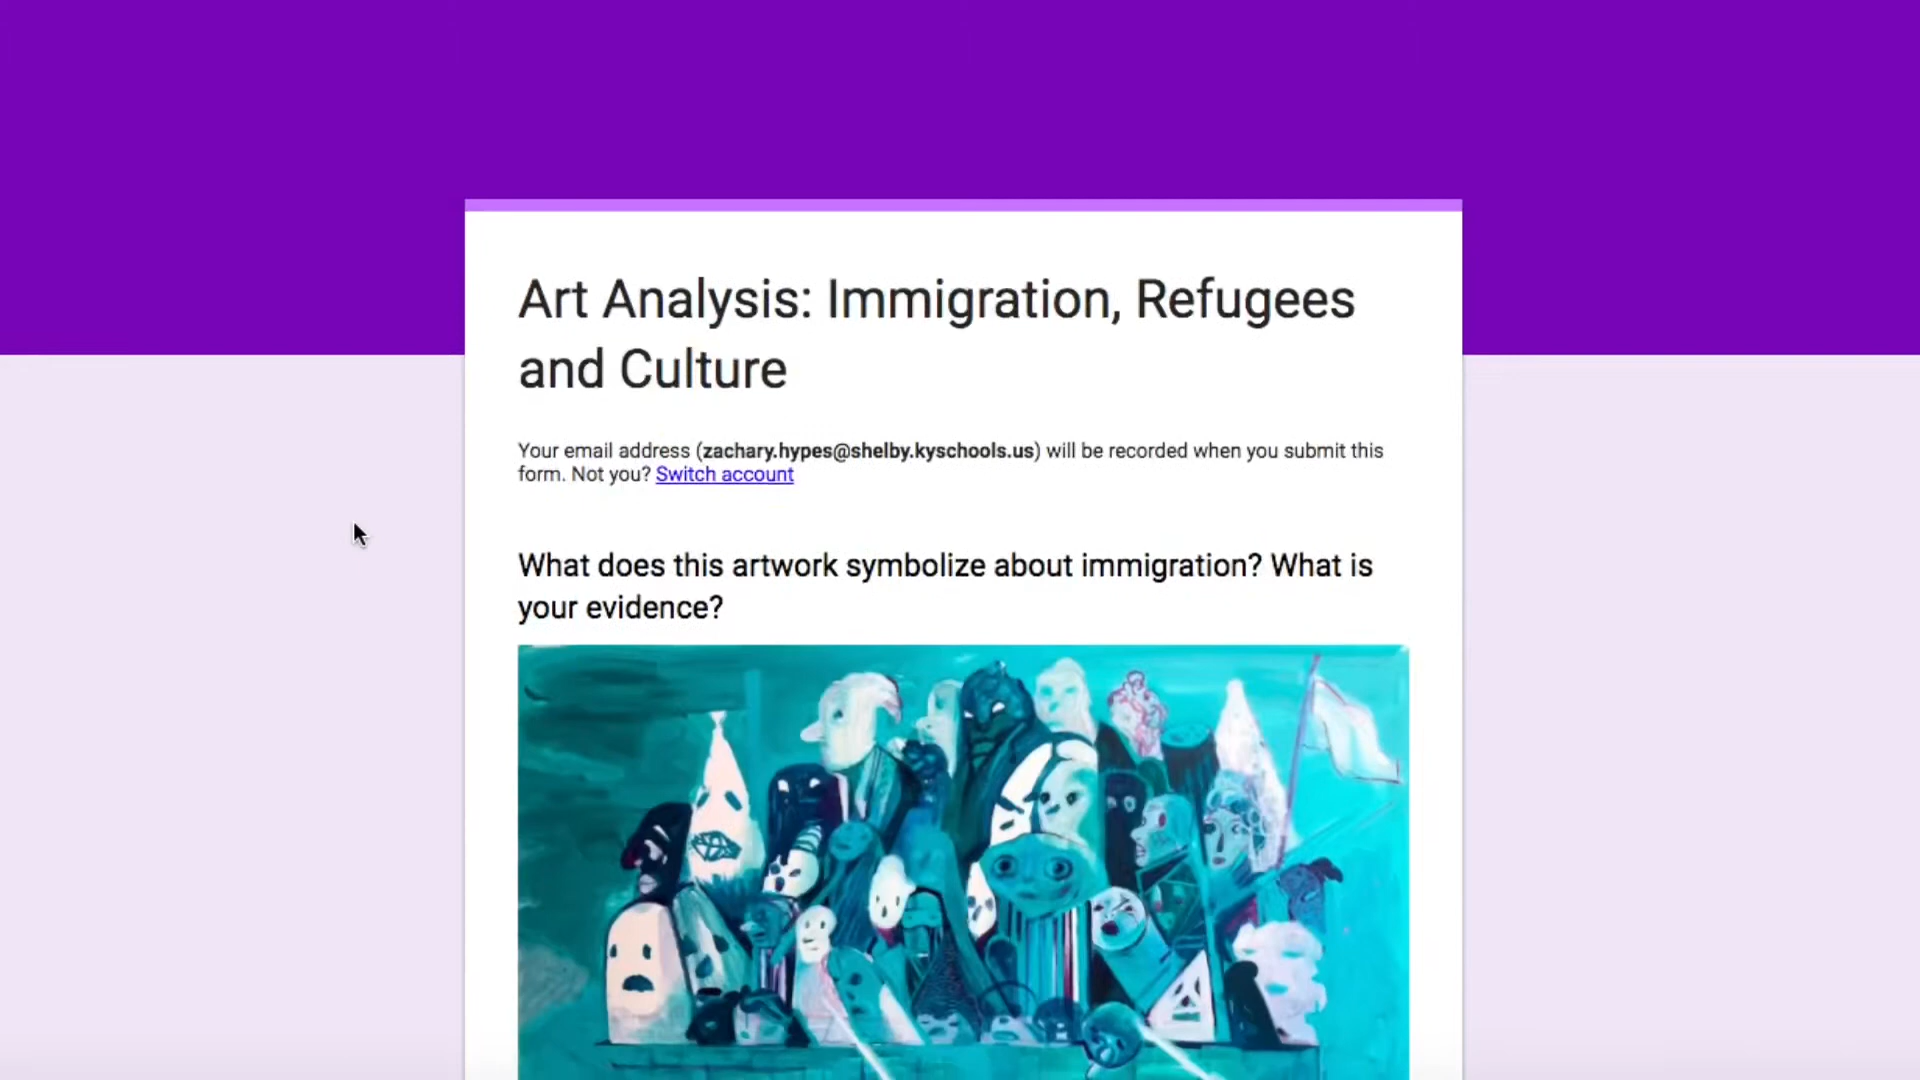 Art Analysis: Immigration, Refugees
and Culture
Your email address (zachary.hypes@shelby.kyschools.us) will be recorded when you submit this
form. Not you? Switch account
What does this artwork symbolize about immigration? What is
your evidence?